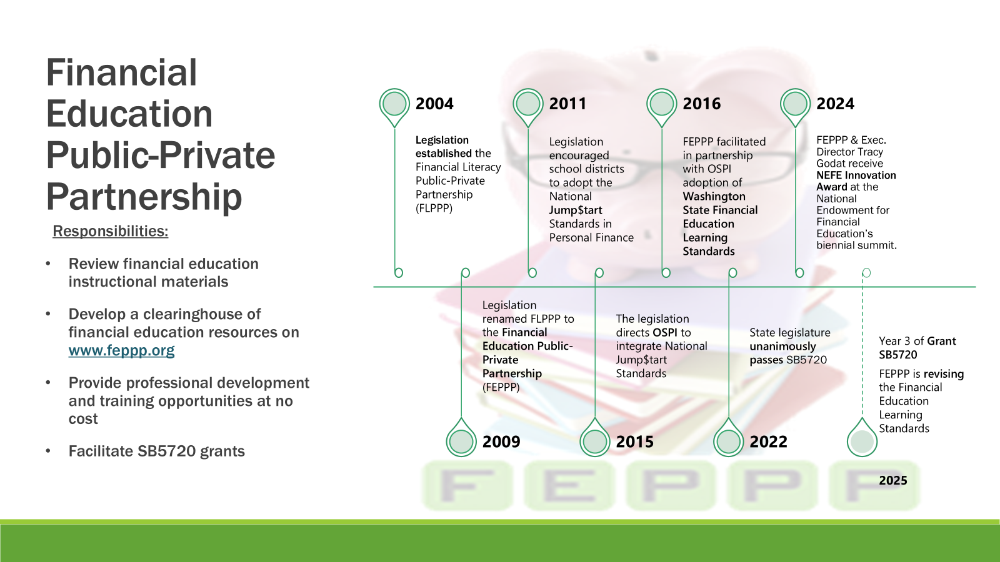 Financial
Education
Public-Private
Partnership
Responsibilities:
• Review financial education
instructional materials
• Develop a clearinghouse of
financial education resources on
www.feppp.org
• Provide professional development
and training opportunities at no
cost
• Facilitate SB5720 grants
2004
Legislation
established the
Financial Literacy
Public-Private
Partnership
(FLPPP)
2009
Legislation
renamed FLPPP to
the Financial
Education Public-
Private
Partnership
(FEPPP)
2011
Legislation
encouraged
school districts
to adopt the
National
Jump$tart
Standards in
Personal Finance
2015
The legislation
directs OSPI to
integrate National
Jump$tart
Standards
2016
FEPPP facilitated
in partnership
with OSPI
adoption of
Washington
State Financial
Education
Learning
Standards
2022
State legislature
unanimously
passes SB5720
2024
FEPPP & Exec.
Director Tracy
Godat receive
NEFE Innovation
Award at the
National
Endowment for
Financial
Education's
biennial summit.
Year 3 of Grant
SB5720
FEPPP is revising
the Financial
Education
Learning
Standards
2025
FEPPP